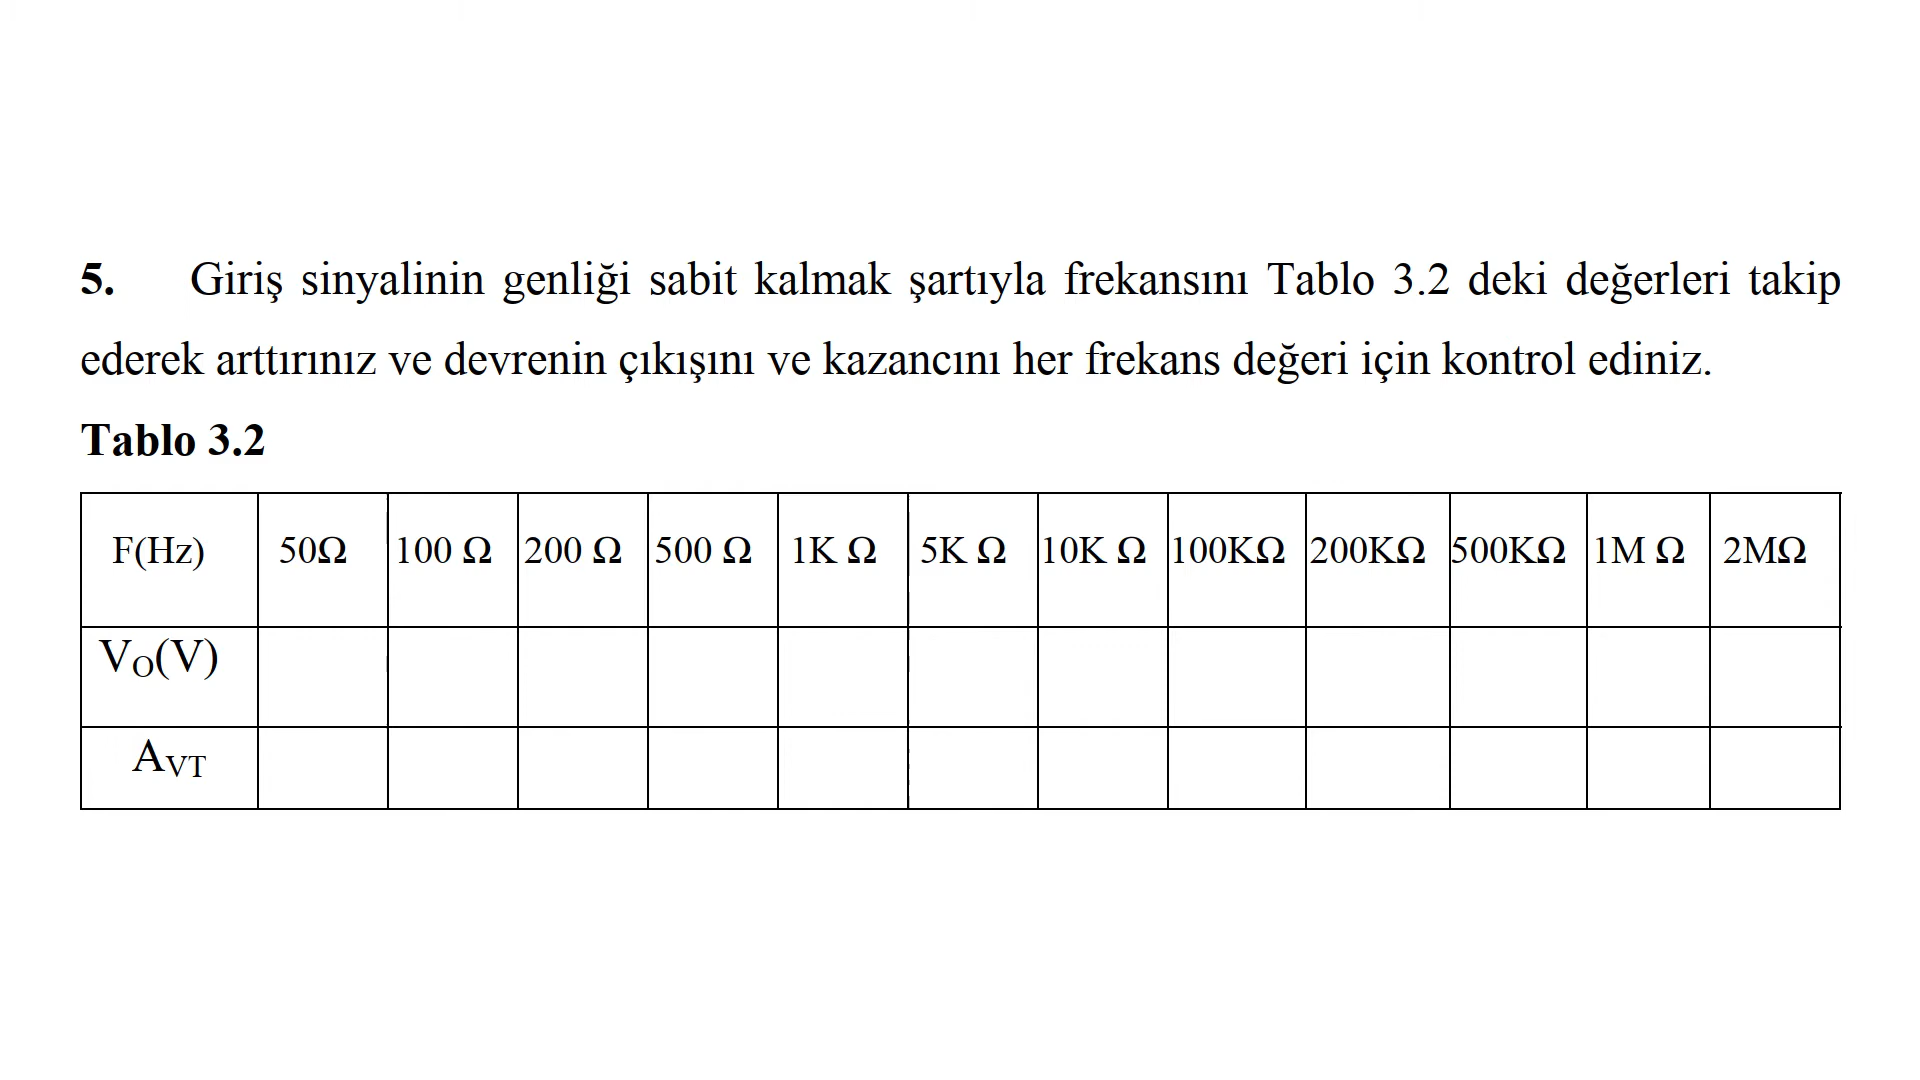 5. Giriş sinyalinin genliği sabit kalmak şartıyla frekansını Tablo 3.2 deki değerleri takip
ederek arttırınız ve devrenin çıkışını ve kazancını her frekans değeri için kontrol ediniz.
Tablo 3.2
F(Hz) 50Ω 100 Ω 200 Ω 500 Ω 1K Ω 5K Ω 10K Ω 100KΩ 200KΩ 500KΩ 1M Ω 2MΩ
VO(V)
AVT